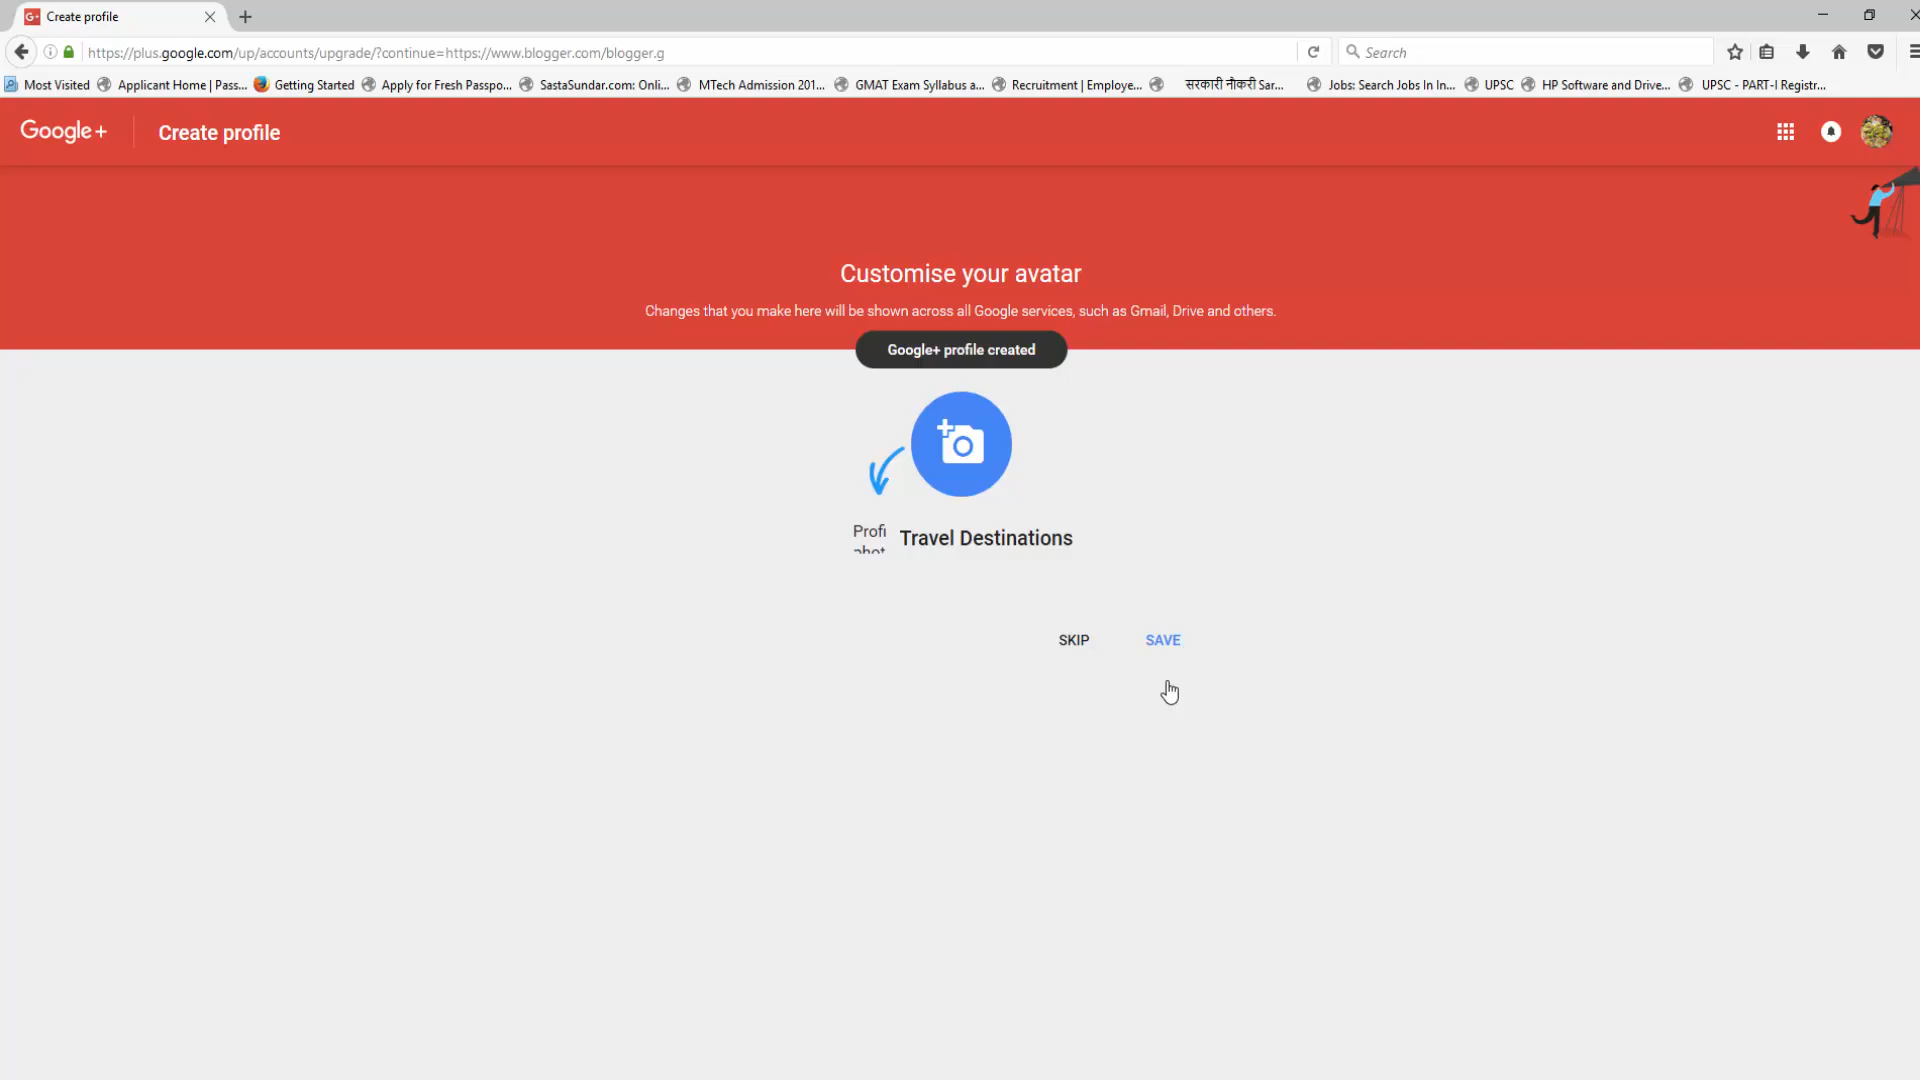 Create profile
https://plus.google.com/up/accounts/upgrade/?continue=https://www.blogger.com/blogger.g
Search
Most Visited Applicant Home | Pass... Getting Started Apply for Fresh Passpo... SastaSundar.com: Onli... MTech Admission 201... GMAT Exam Syllabus a... Recruitment | Employe... सरकारी नौकरी Sar... Jobs: Search Jobs In In... UPSC HP Software and Drive... UPSC - PART-I Registr...
Google+ Create profile
Customise your avatar
Changes that you make here will be shown across all Google services, such as Gmail, Drive and others.
Google+ profile created
Profi
Travel Destinations
SKIP SAVE